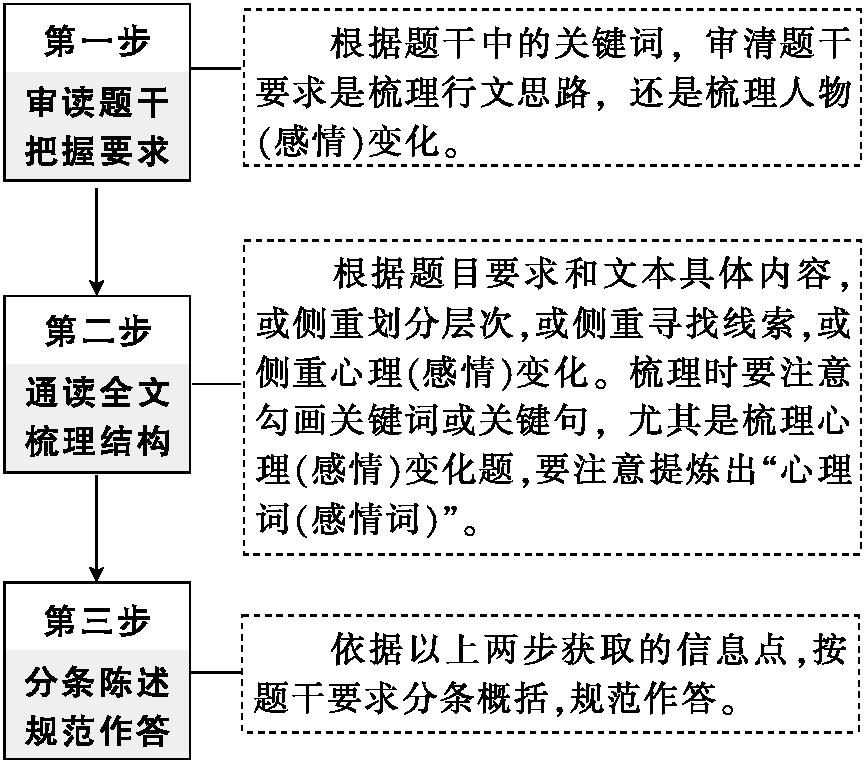 第一步
审读题干
把握要求
根据题干中的关键词，审清题干
要求是梳理行文思路，还是梳理人物
(感情)变化。
第二步
通读全文
梳理结构
根据题目要求和文本具体内容，
或侧重划分层次,或侧重寻找线索,或
侧重心理(感情)变化。梳理时要注意
勾画关键词或关键句，尤其是梳理心
理(感情)变化题,要注意提炼出“心理
词(感情词)”。
第三步
分条陈述
规范作答
依据以上两步获取的信息点,按
题干要求分条概括,规范作答。